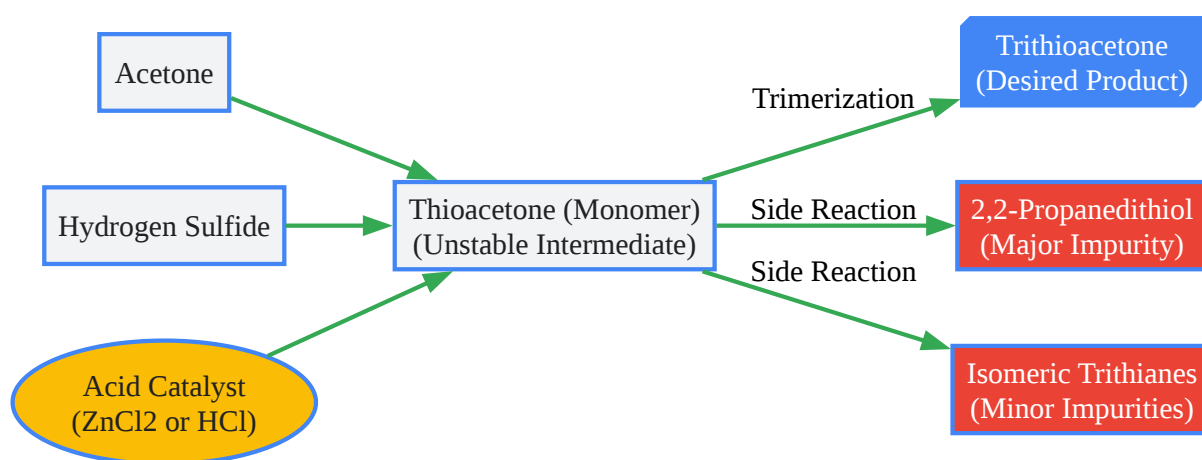 Acetone
Hydrogen Sulfide
Acid Catalyst
(ZnCl2 or HCl)
Thioacetone (Monomer)
(Unstable Intermediate)
Trimerization
Side Reaction
Side Reaction
Trithioacetone
(Desired Product)
2,2-Propanedithiol
(Major Impurity)
Isomeric Trithianes
(Minor Impurities)